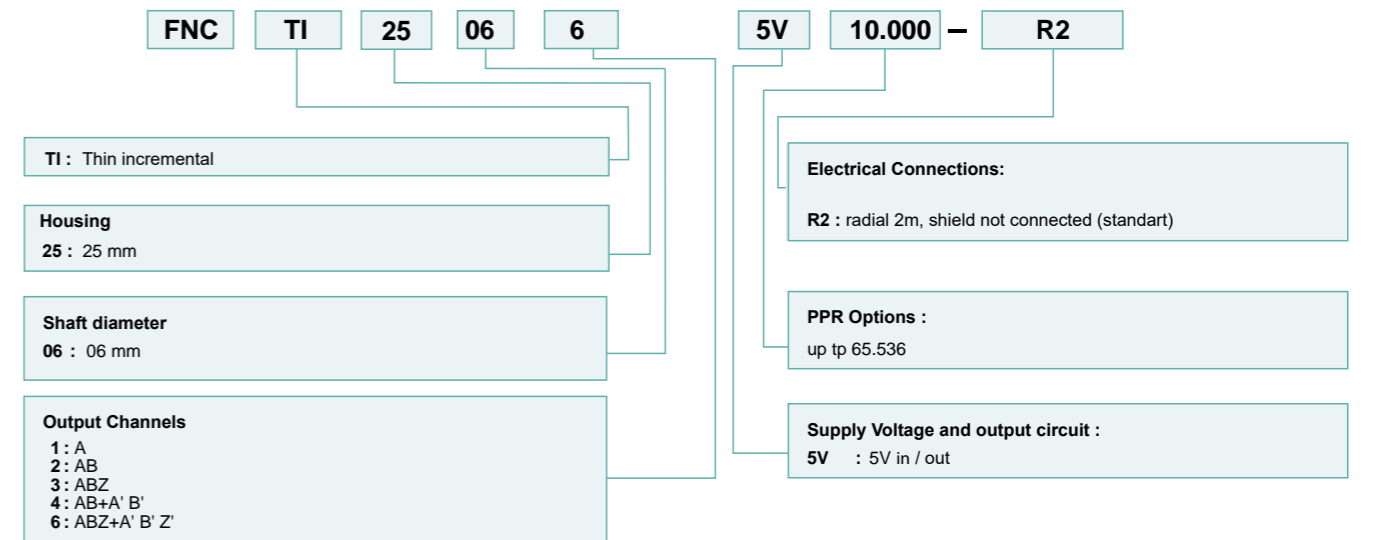 FNC TI 25 06 6 5V 10.000 – R2
TI : Thin incremental
Housing
25 : 25 mm
Shaft diameter
06 : 06 mm
Output Channels
1 : A
2 : AB
3 : ABZ
4 : AB+A' B'
6 : ABZ+A' B' Z'
Electrical Connections:
R2 : radial 2m, shield not connected (standart)
PPR Options :
up tp 65.536
Supply Voltage and output circuit :
5V : 5V in / out